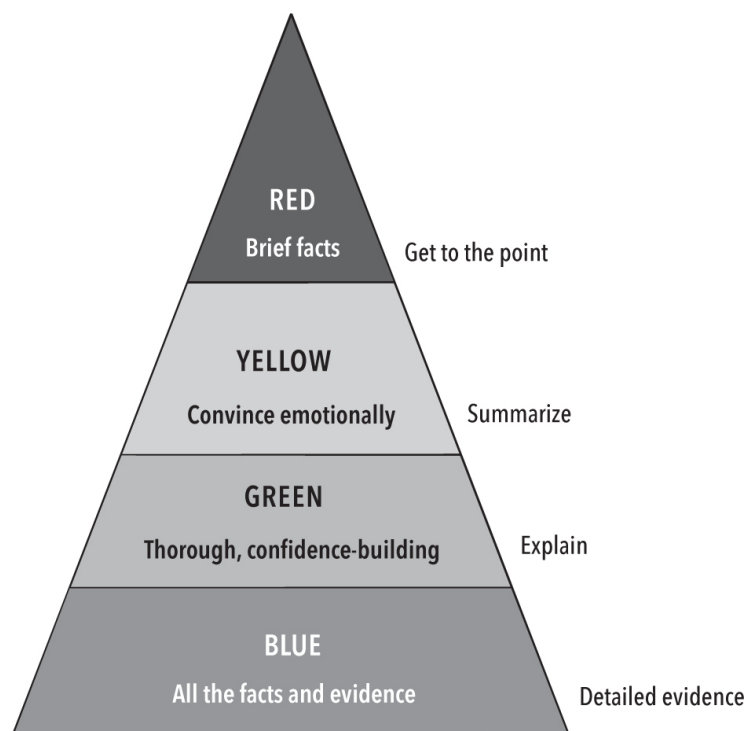 RED
Brief facts
Get to the point
YELLOW
Convince emotionally
Summarize
GREEN
Thorough, confidence-building
Explain
BLUE
All the facts and evidence
Detailed evidence